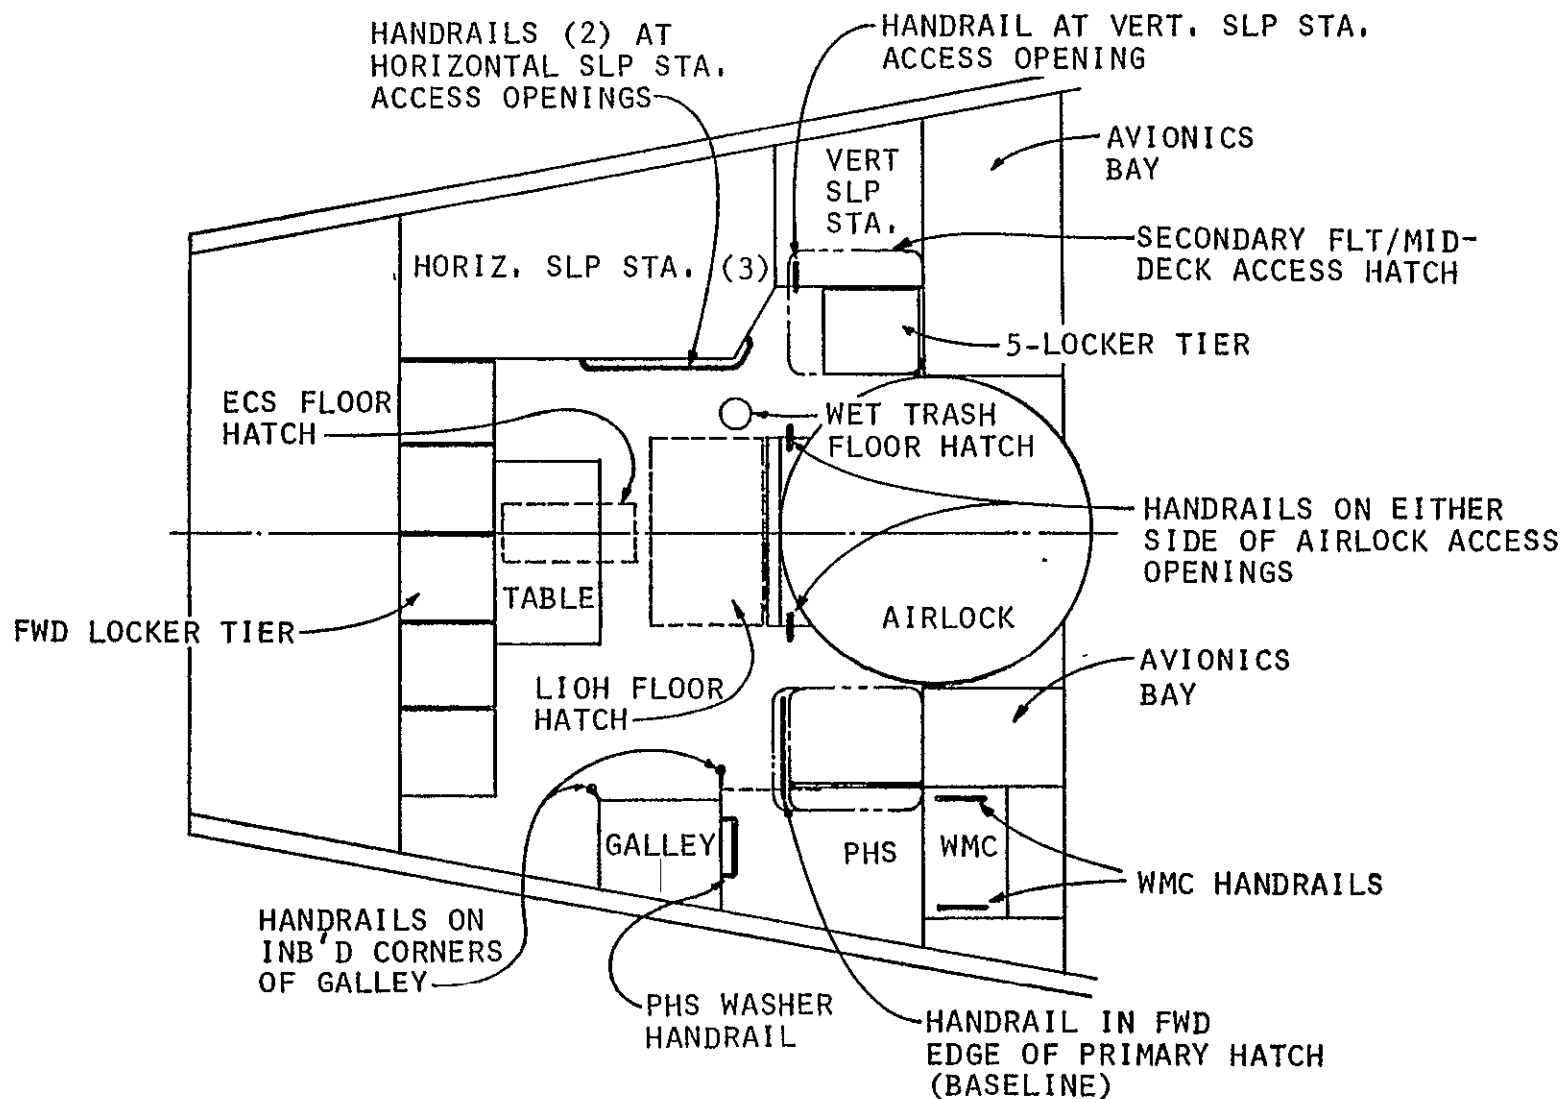 HANDRAILS (2) AT
HORIZONTAL SLP STA.
ACCESS OPENINGS
HANDRAIL AT VERT. SLP STA.
ACCESS OPENING
AVIONICS
BAY
VERT
SLP
STA.
SECONDARY FLT/MID-
DECK ACCESS HATCH
HORIZ. SLP STA. (3)
5-LOCKER TIER
ECS FLOOR
HATCH
WET TRASH
FLOOR HATCH
HANDRAILS ON EITHER
SIDE OF AIRLOCK ACCESS
OPENINGS
TABLE
AIRLOCK
FWD LOCKER TIER
AVIONICS
BAY
LIOH FLOOR
HATCH
GALLEY
PHS
WMC
WMC HANDRAILS
HANDRAILS ON
INB'D CORNERS
OF GALLEY
PHS WASHER
HANDRAIL
HANDRAIL IN FWD
EDGE OF PRIMARY HATCH
(BASELINE)